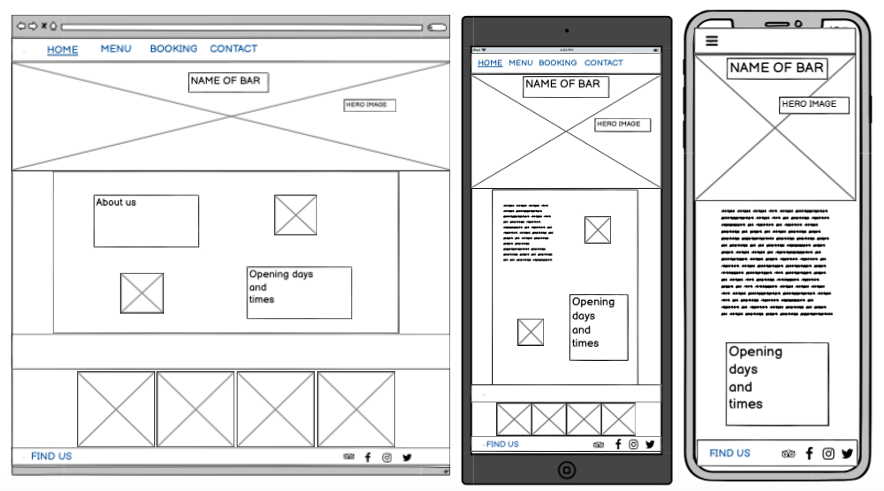 HOME MENU BOOKING CONTACT
NAME OF BAR
HERO IMAGE
About us
Opening days
and
times
FIND US
HOME MENU BOOKING CONTACT
NAME OF BAR
HERO IMAGE
Opening
days
and
times
FIND US
NAME OF BAR
HERO IMAGE
Opening
days
and
times
FIND US